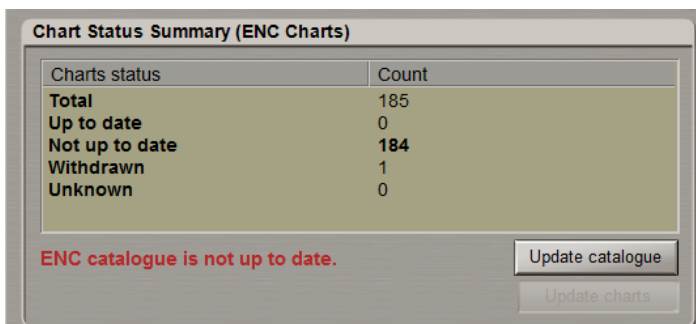 Chart Status Summary (ENC Charts)
Charts status Count
Total 185
Up to date 0
Not up to date 184
Withdrawn 1
Unknown 0
ENC catalogue is not up to date. Update catalogue
Update charts